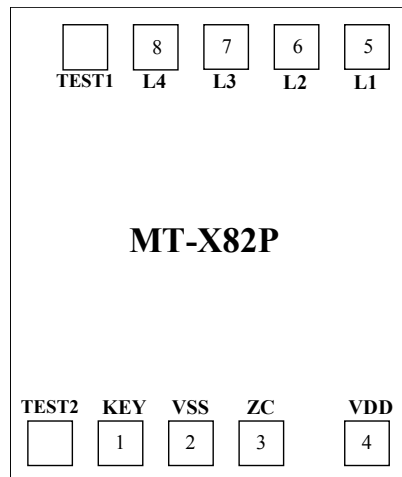 8 7 6 5
TEST1 L4 L3 L2 L1
MT-X82P
TEST2 KEY VSS ZC VDD
1 2 3 4